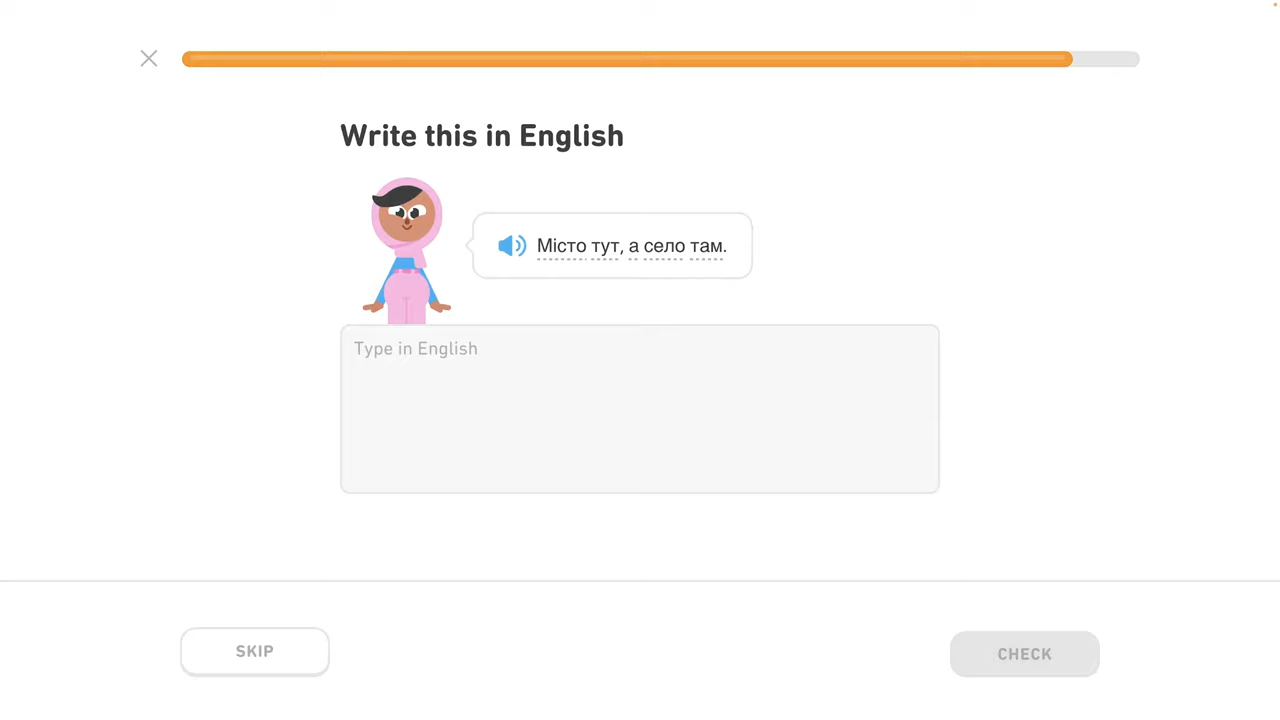 Write this in English
Місто тут, а село там.
Type in English
SKIP
CHECK